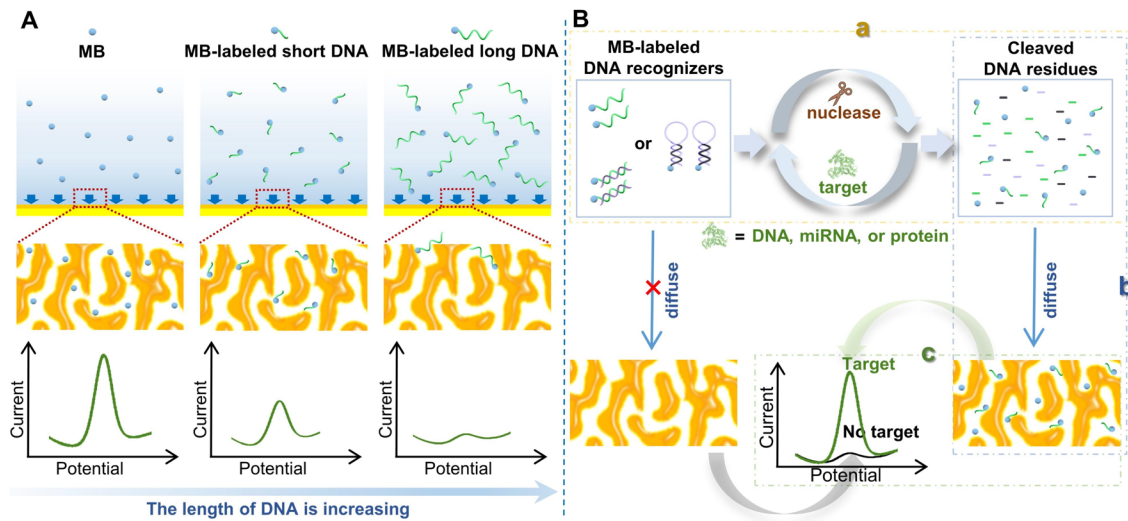 A
MB
MB-labeled short DNA
MB-labeled long DNA
Current
Potential
Current
Potential
Current
Potential
The length of DNA is increasing
B
a
MB-labeled
DNA recognizers
or
nuclease
target
Cleaved
DNA residues
= DNA, miRNA, or protein
diffuse
diffuse
b
c
Target
No target
Current
Potential